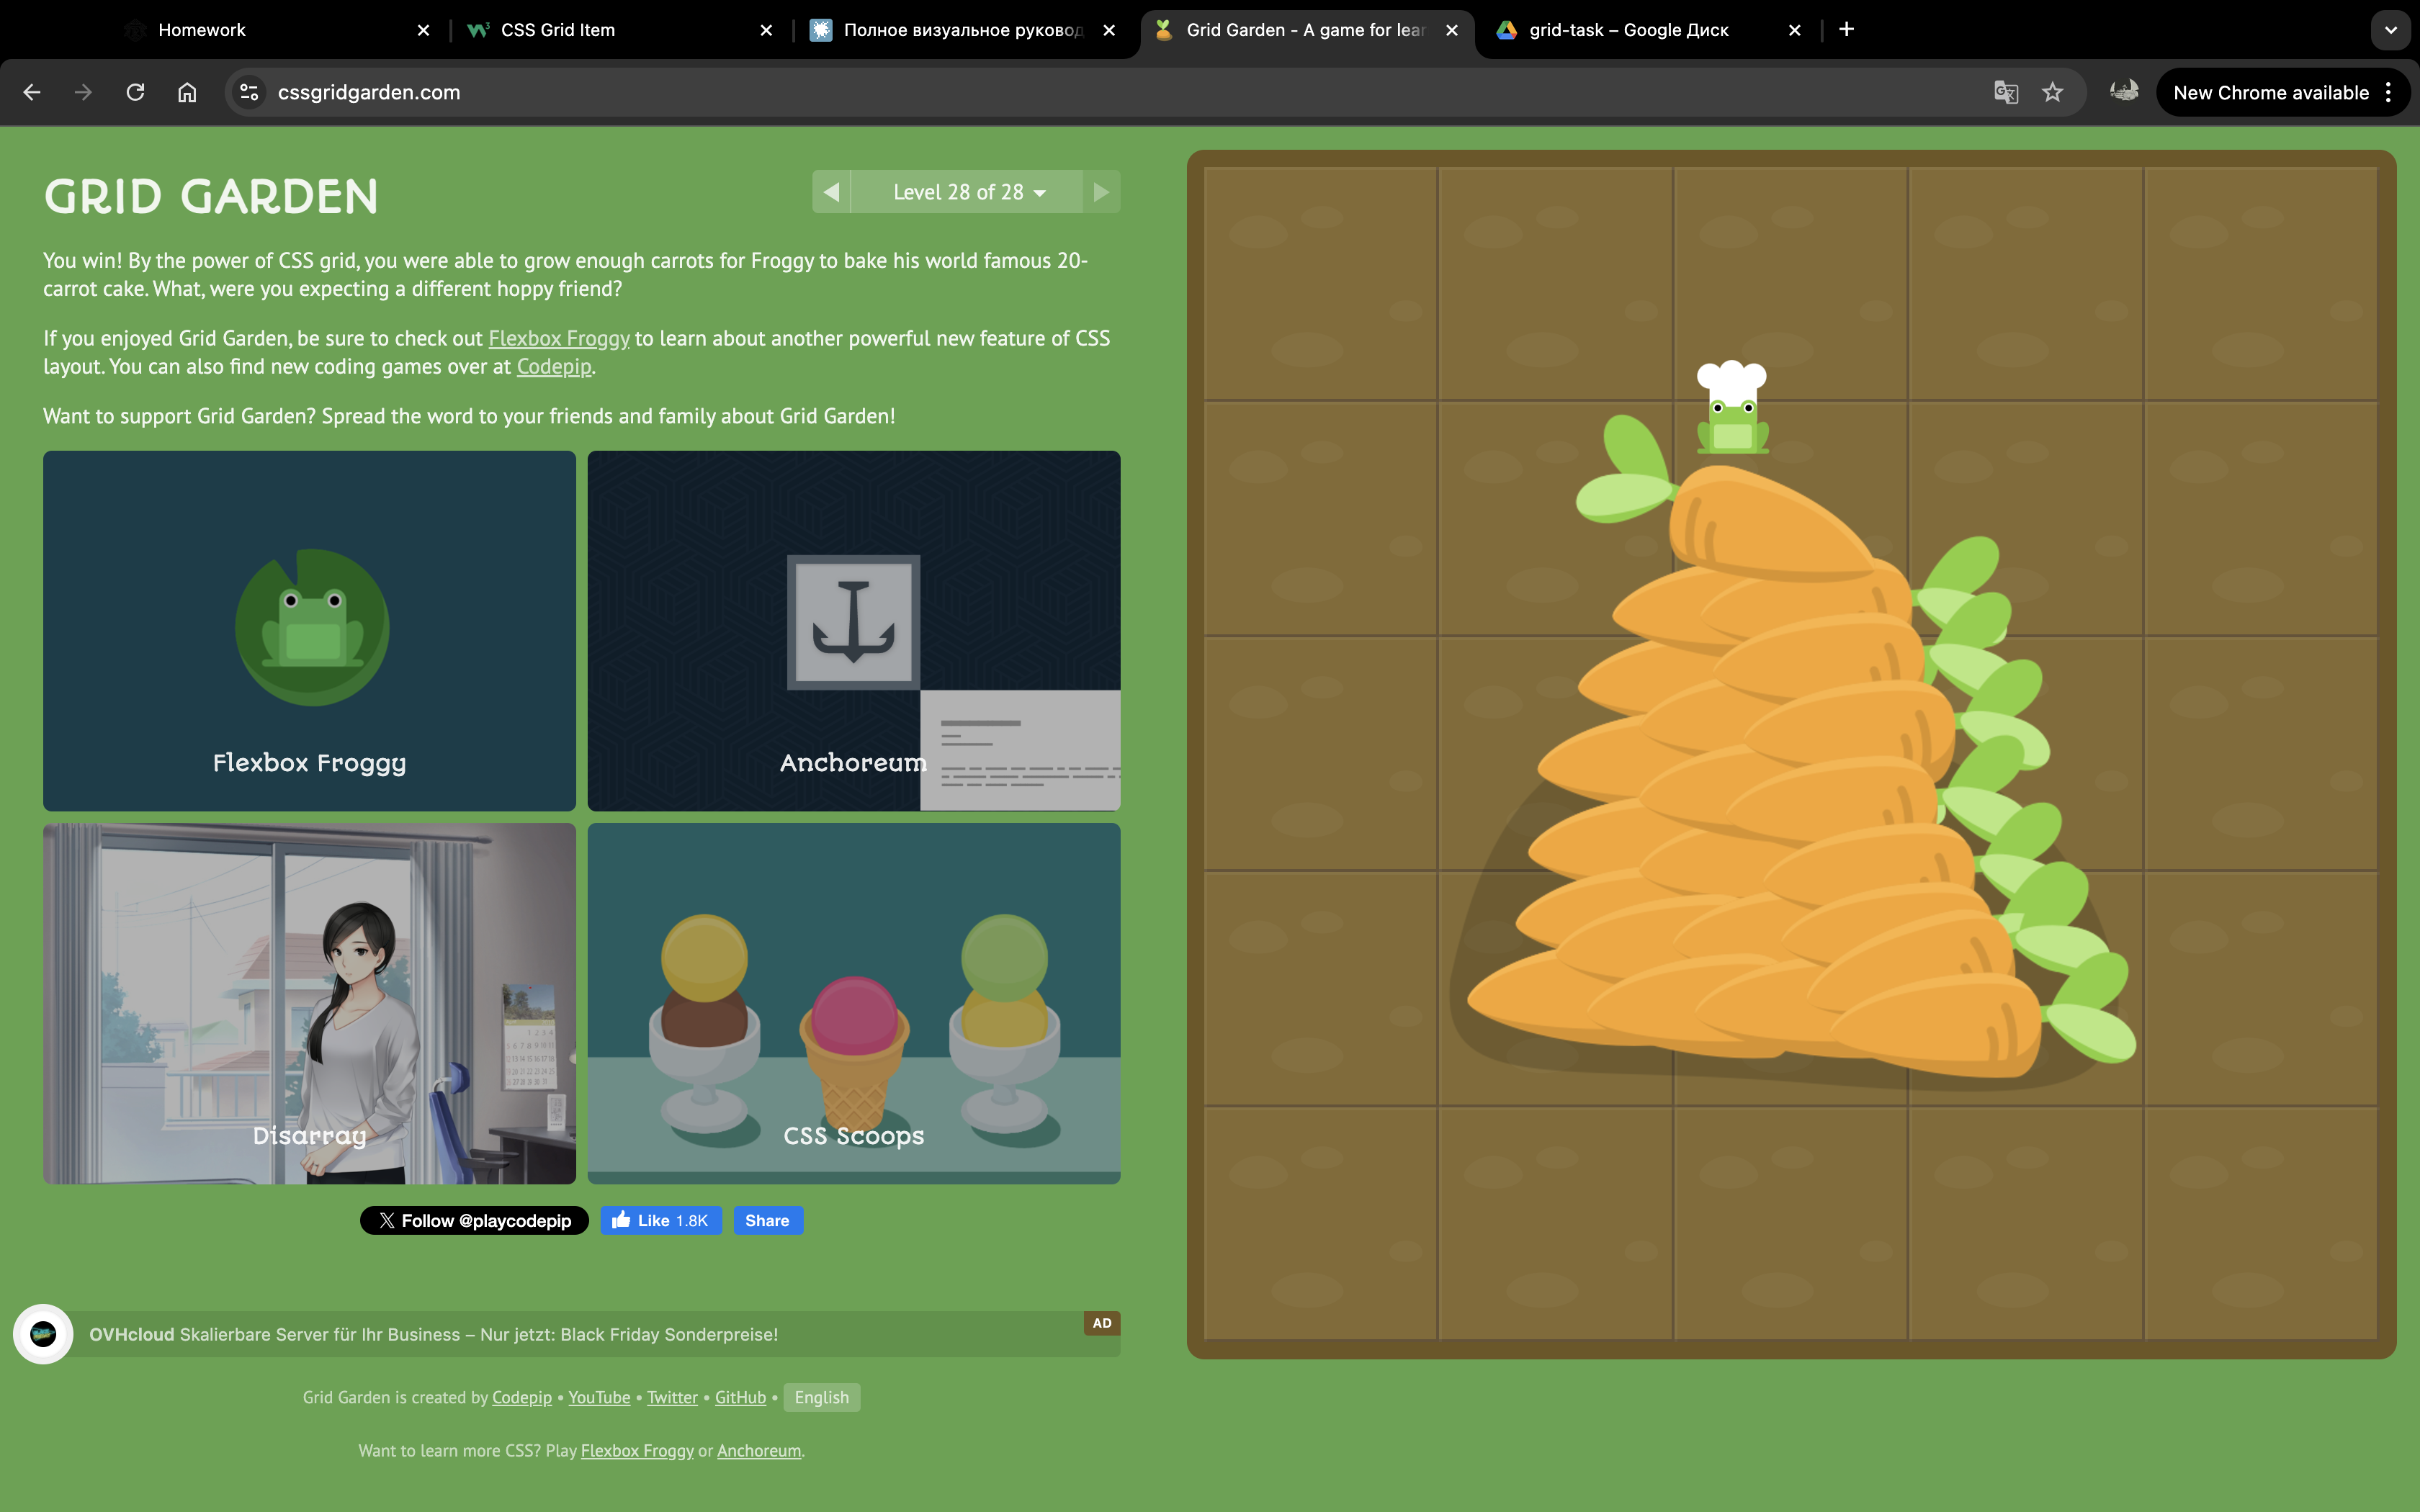 Homework
CSS Grid Item
Полное визуальное руковод
Grid Garden - A game for lear
grid-task – Google Диск
cssgridgarden.com
New Chrome available
GRID GARDEN
Level 28 of 28
You win! By the power of CSS grid, you were able to grow enough carrots for Froggy to bake his world famous 20-
carrot cake. What, were you expecting a different hoppy friend?
If you enjoyed Grid Garden, be sure to check out Flexbox Froggy to learn about another powerful new feature of CSS
layout. You can also find new coding games over at Codepip.
Want to support Grid Garden? Spread the word to your friends and family about Grid Garden!
Flexbox Froggy
Anchoreum
Disarray
CSS Scoops
Follow @playcodepip
Like 1.8K
Share
OVHcloud Skalierbare Server für Ihr Business – Nur jetzt: Black Friday Sonderpreise!
AD
Grid Garden is created by Codepip • YouTube • Twitter • GitHub • English
Want to learn more CSS? Play Flexbox Froggy or Anchoreum.